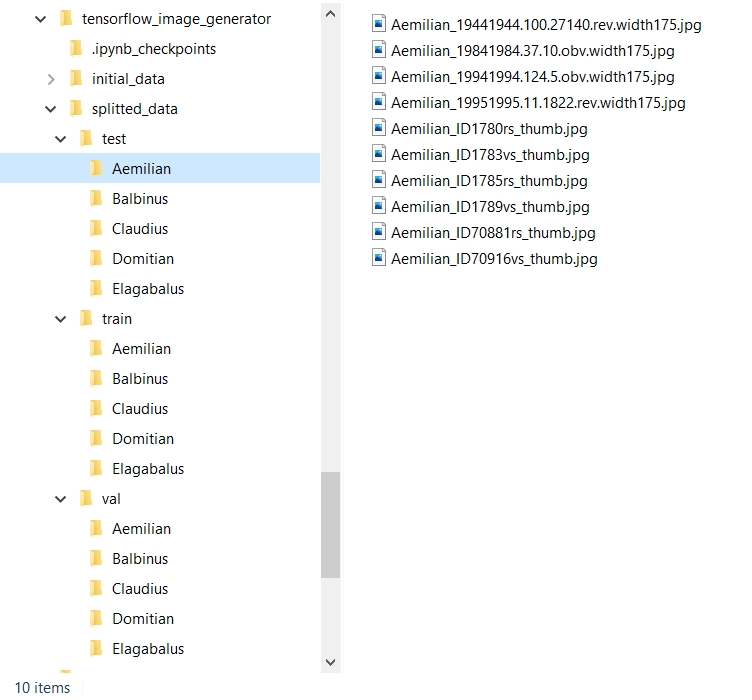 tensorflow_image_generator
.ipynb_checkpoints
initial_data
splitted_data
test
Aemilian
Balbinus
Claudius
Domitian
Elagabalus
train
Aemilian
Balbinus
Claudius
Domitian
Elagabalus
val
Aemilian
Balbinus
Claudius
Domitian
Elagabalus
Aemilian_19441944.100.27140.rev.width175.jpg
Aemilian_19841984.37.10.obv.width175.jpg
Aemilian_19941994.124.5.obv.width175.jpg
Aemilian_19951995.11.1822.rev.width175.jpg
Aemilian_ID1780rs_thumb.jpg
Aemilian_ID1783vs_thumb.jpg
Aemilian_ID1785rs_thumb.jpg
Aemilian_ID1789vs_thumb.jpg
Aemilian_ID70881rs_thumb.jpg
Aemilian_ID70916vs_thumb.jpg
10 items